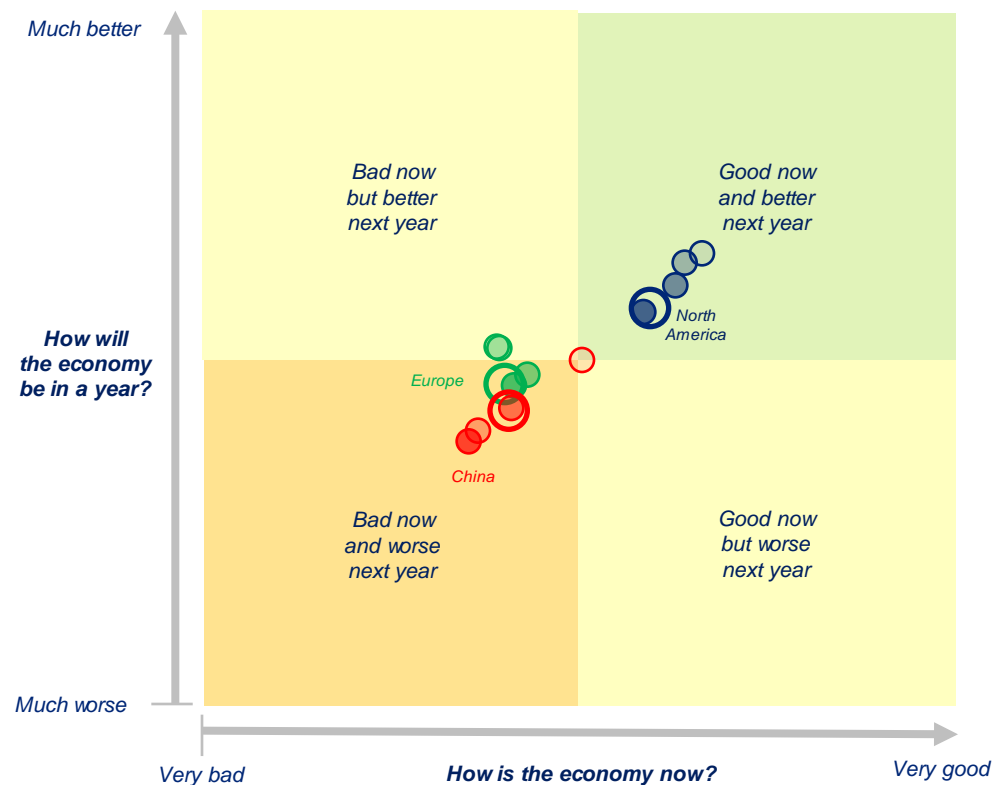 Much better
Bad now
but better
next year
Good now
and better
next year
How will
the economy
be in a year?
North
America
Europe
China
Bad now
and worse
next year
Good now
but worse
next year
Much worse
Very bad
How is the economy now?
Very good